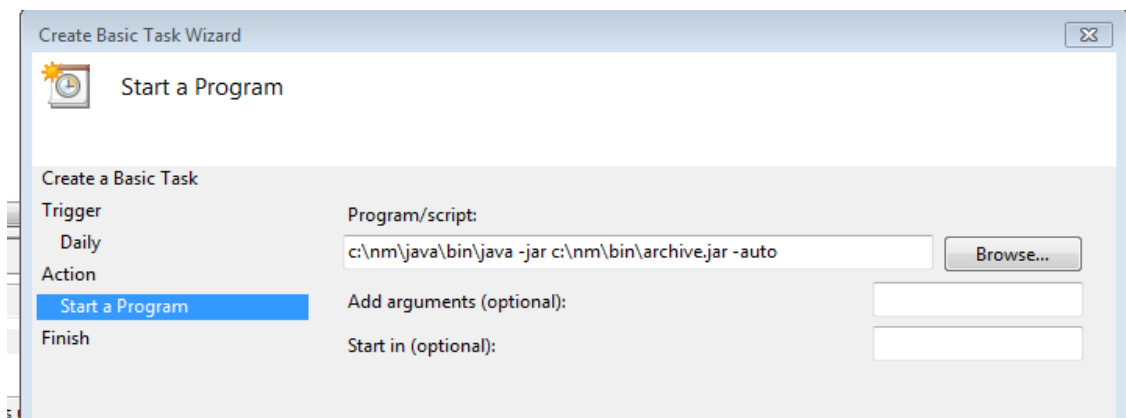 Create Basic Task Wizard
Start a Program
Create a Basic Task
Trigger
Daily
Action
Start a Program
Finish
Program/script:
c:\nm\java\bin\java -jar c:\nm\bin\archive.jar -auto
Browse...
Add arguments (optional):
Start in (optional):